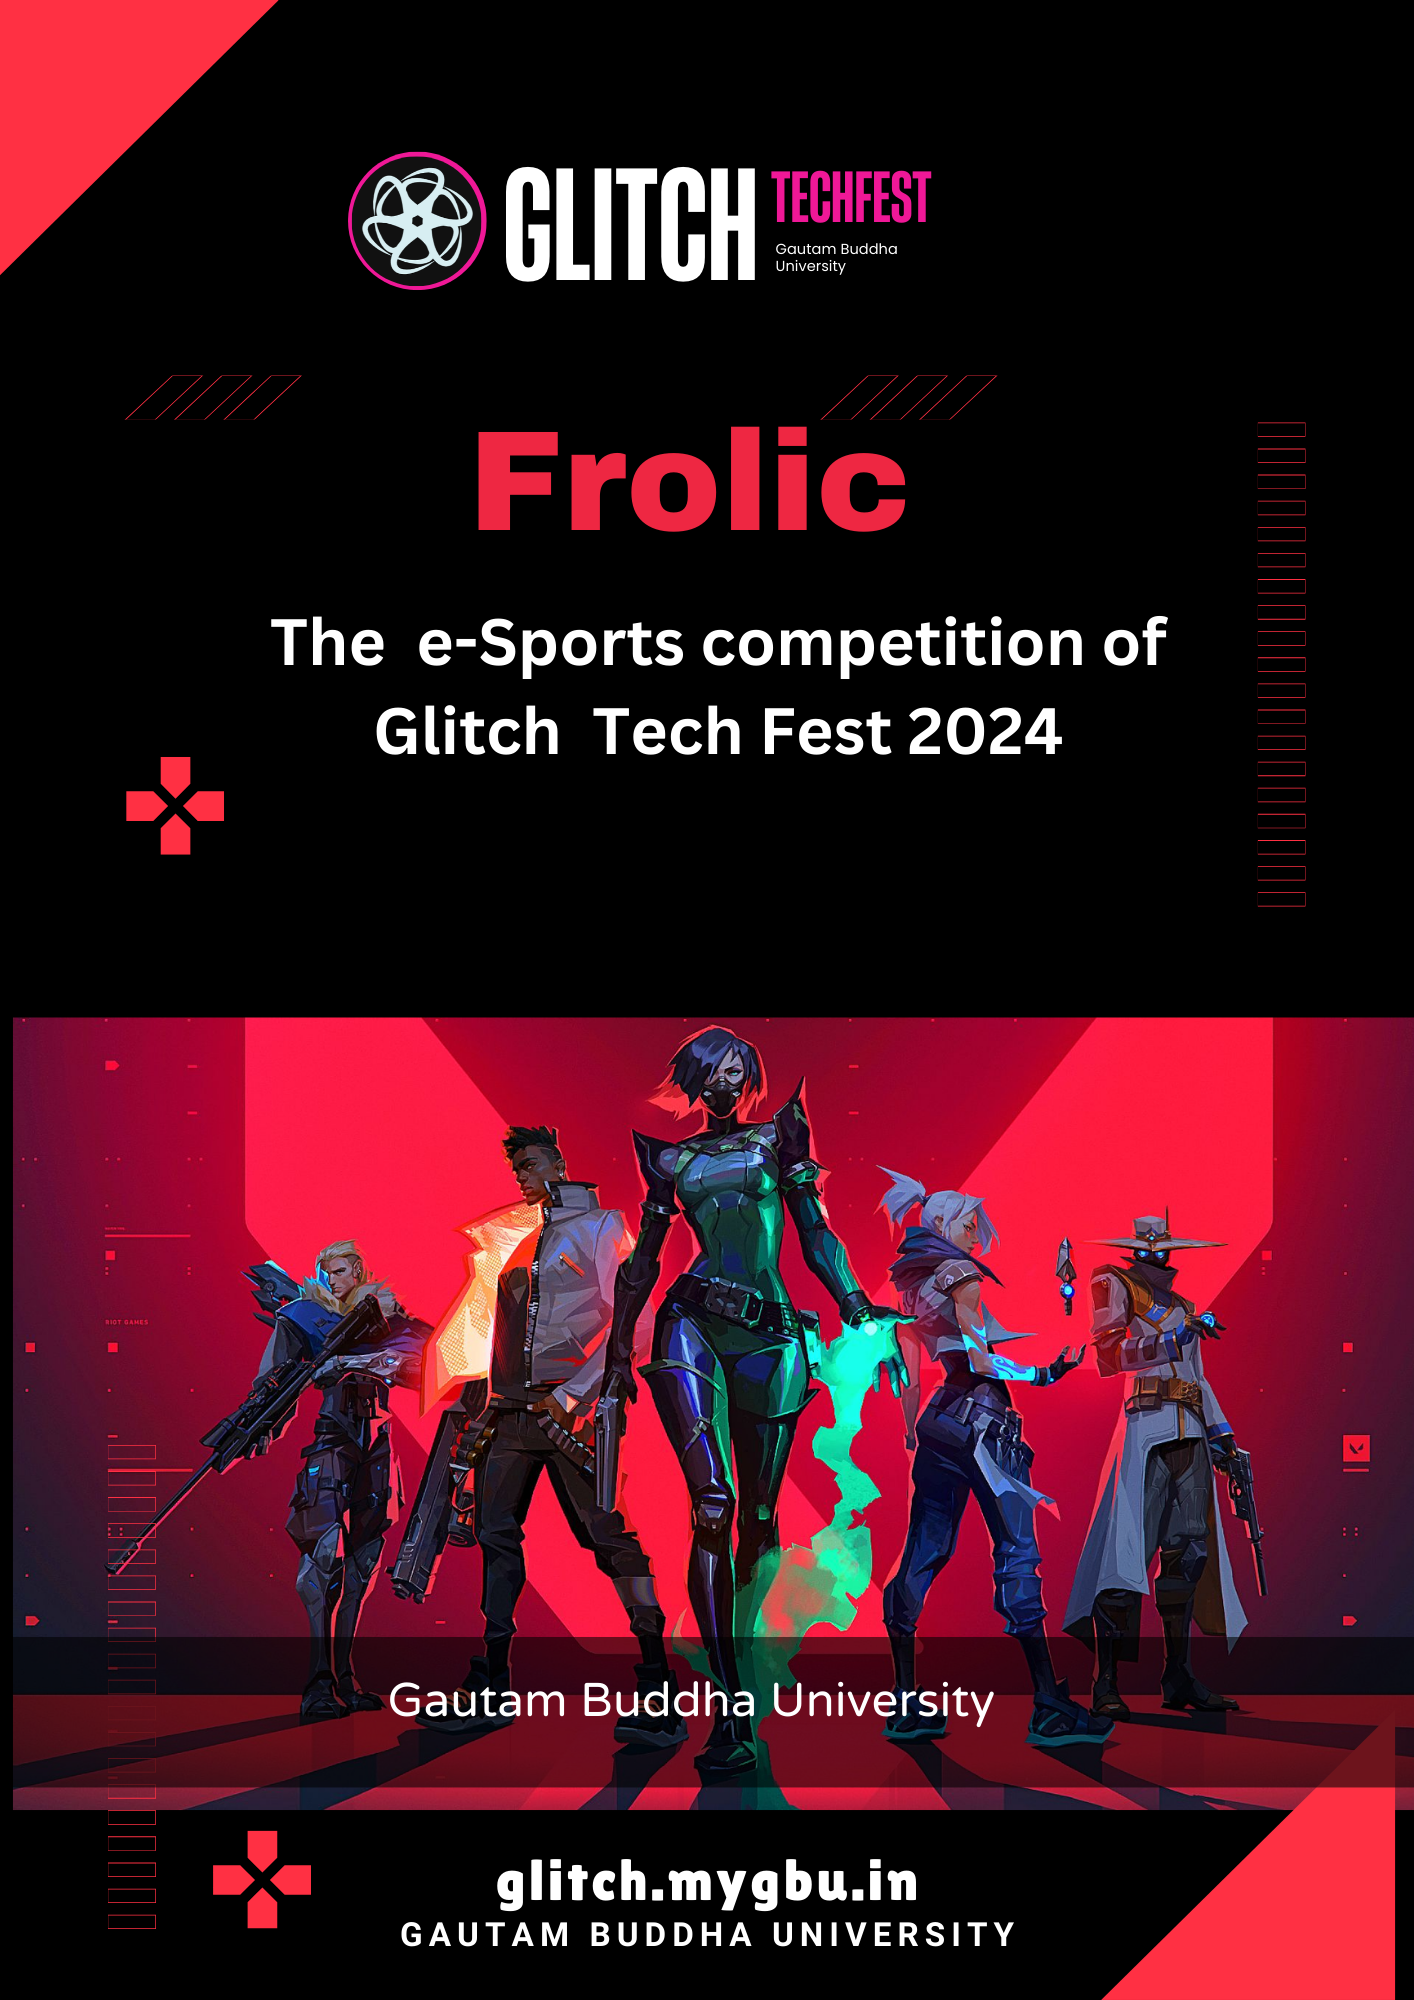 GLITCH TECHFEST
Gautam Buddha
University
Frolic
The e-Sports competition of
Glitch Tech Fest 2024
RIOT GAMES
Gautam Buddha University
glitch.mygbu.in
GAUTAM BUDDHA UNIVERSITY